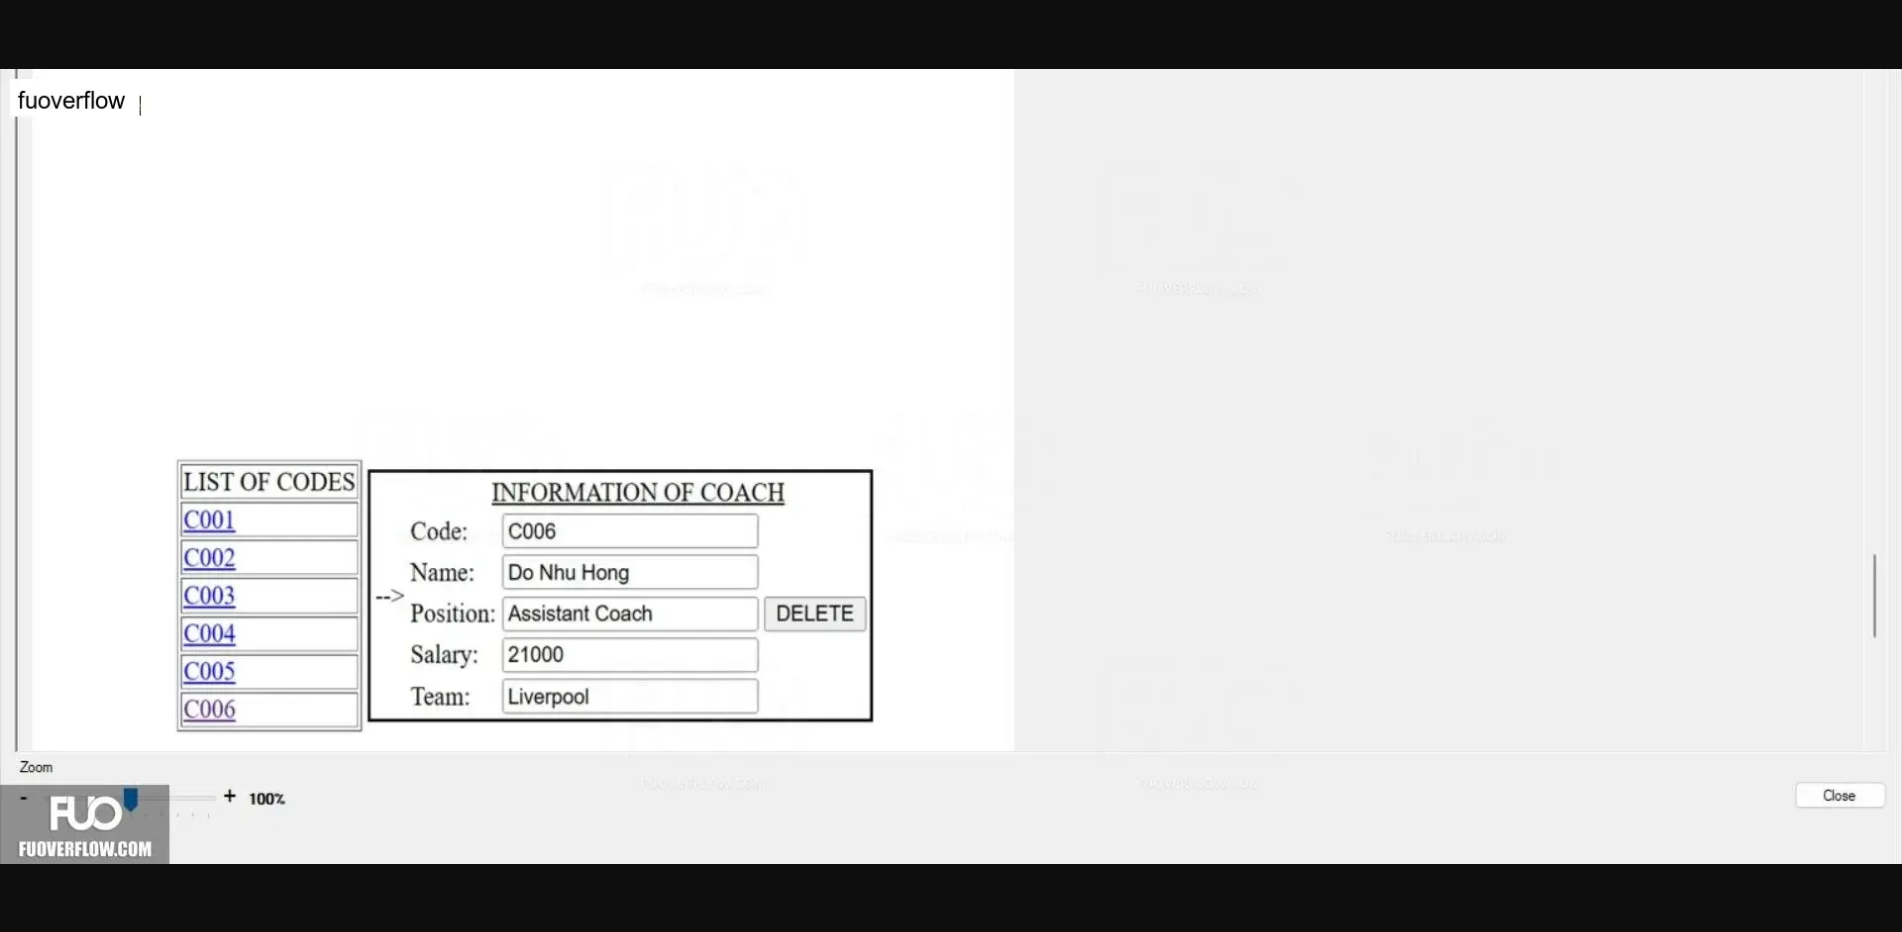 fuoverflow
LIST OF CODES
C001
C002
C003
C004
C005
C006
INFORMATION OF COACH
Code: C006
Name: Do Nhu Hong
-->
Position: Assistant Coach DELETE
Salary: 21000
Team: Liverpool
Zoom
- + 100%
Close
FUO
FUOVERFLOW.COM